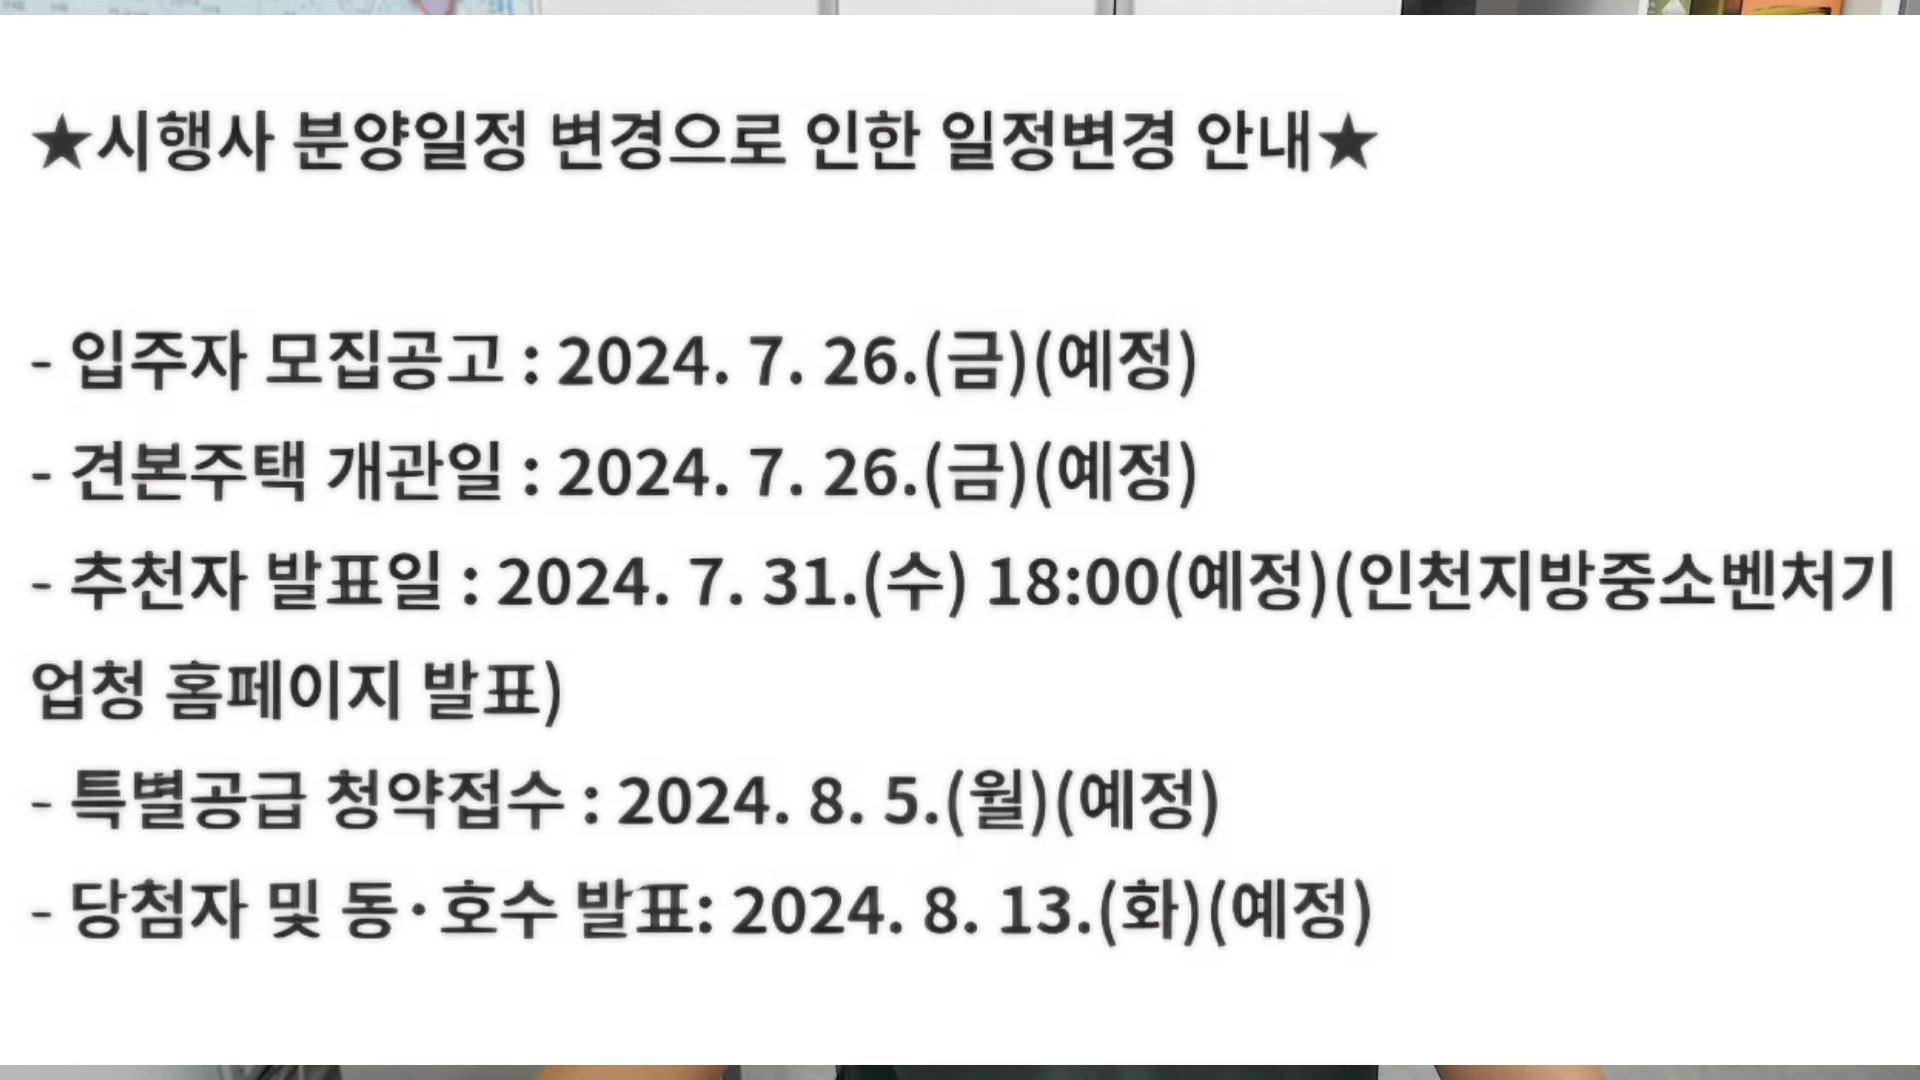 ★시행사 분양일정 변경으로 인한 일정변경 안내★
- 입주자 모집공고 : 2024. 7. 26.(금)(예정)
- 견본주택 개관일 : 2024. 7. 26.(금)(예정)
- 추천자 발표일 : 2024. 7. 31.(수) 18:00(예정)(인천지방중소벤처기
업청 홈페이지 발표)
- 특별공급 청약접수 : 2024. 8. 5.(월)(예정)
- 당첨자 및 동·호수 발표: 2024. 8. 13.(화)(예정)